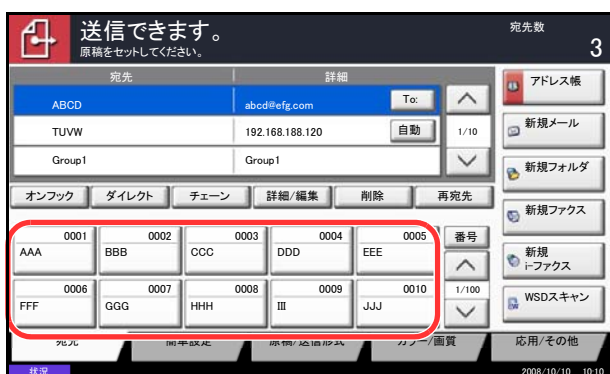 送信できます。
原稿をセットしてください。
宛先数
3
宛先 詳細
ABCD abcd@efg.com To:
TUVW 192.168.188.120 自動 1/10
Group1 Group1
アドレス帳
新規メール
新規フォルダ
新規ファクス
新規
i-ファクス
WSDスキャン
オンフック ダイレクト チェーン 詳細/編集 削除 再宛先
0001 0002 0003 0004 0005 番号
AAA BBB CCC DDD EEE
0006 0007 0008 0009 0010 1/100
FFF GGG HHH III JJJ
宛先 簡単設定 原稿/送信形式 カラー/画質 応用/その他
状況 2008/10/10 10:10